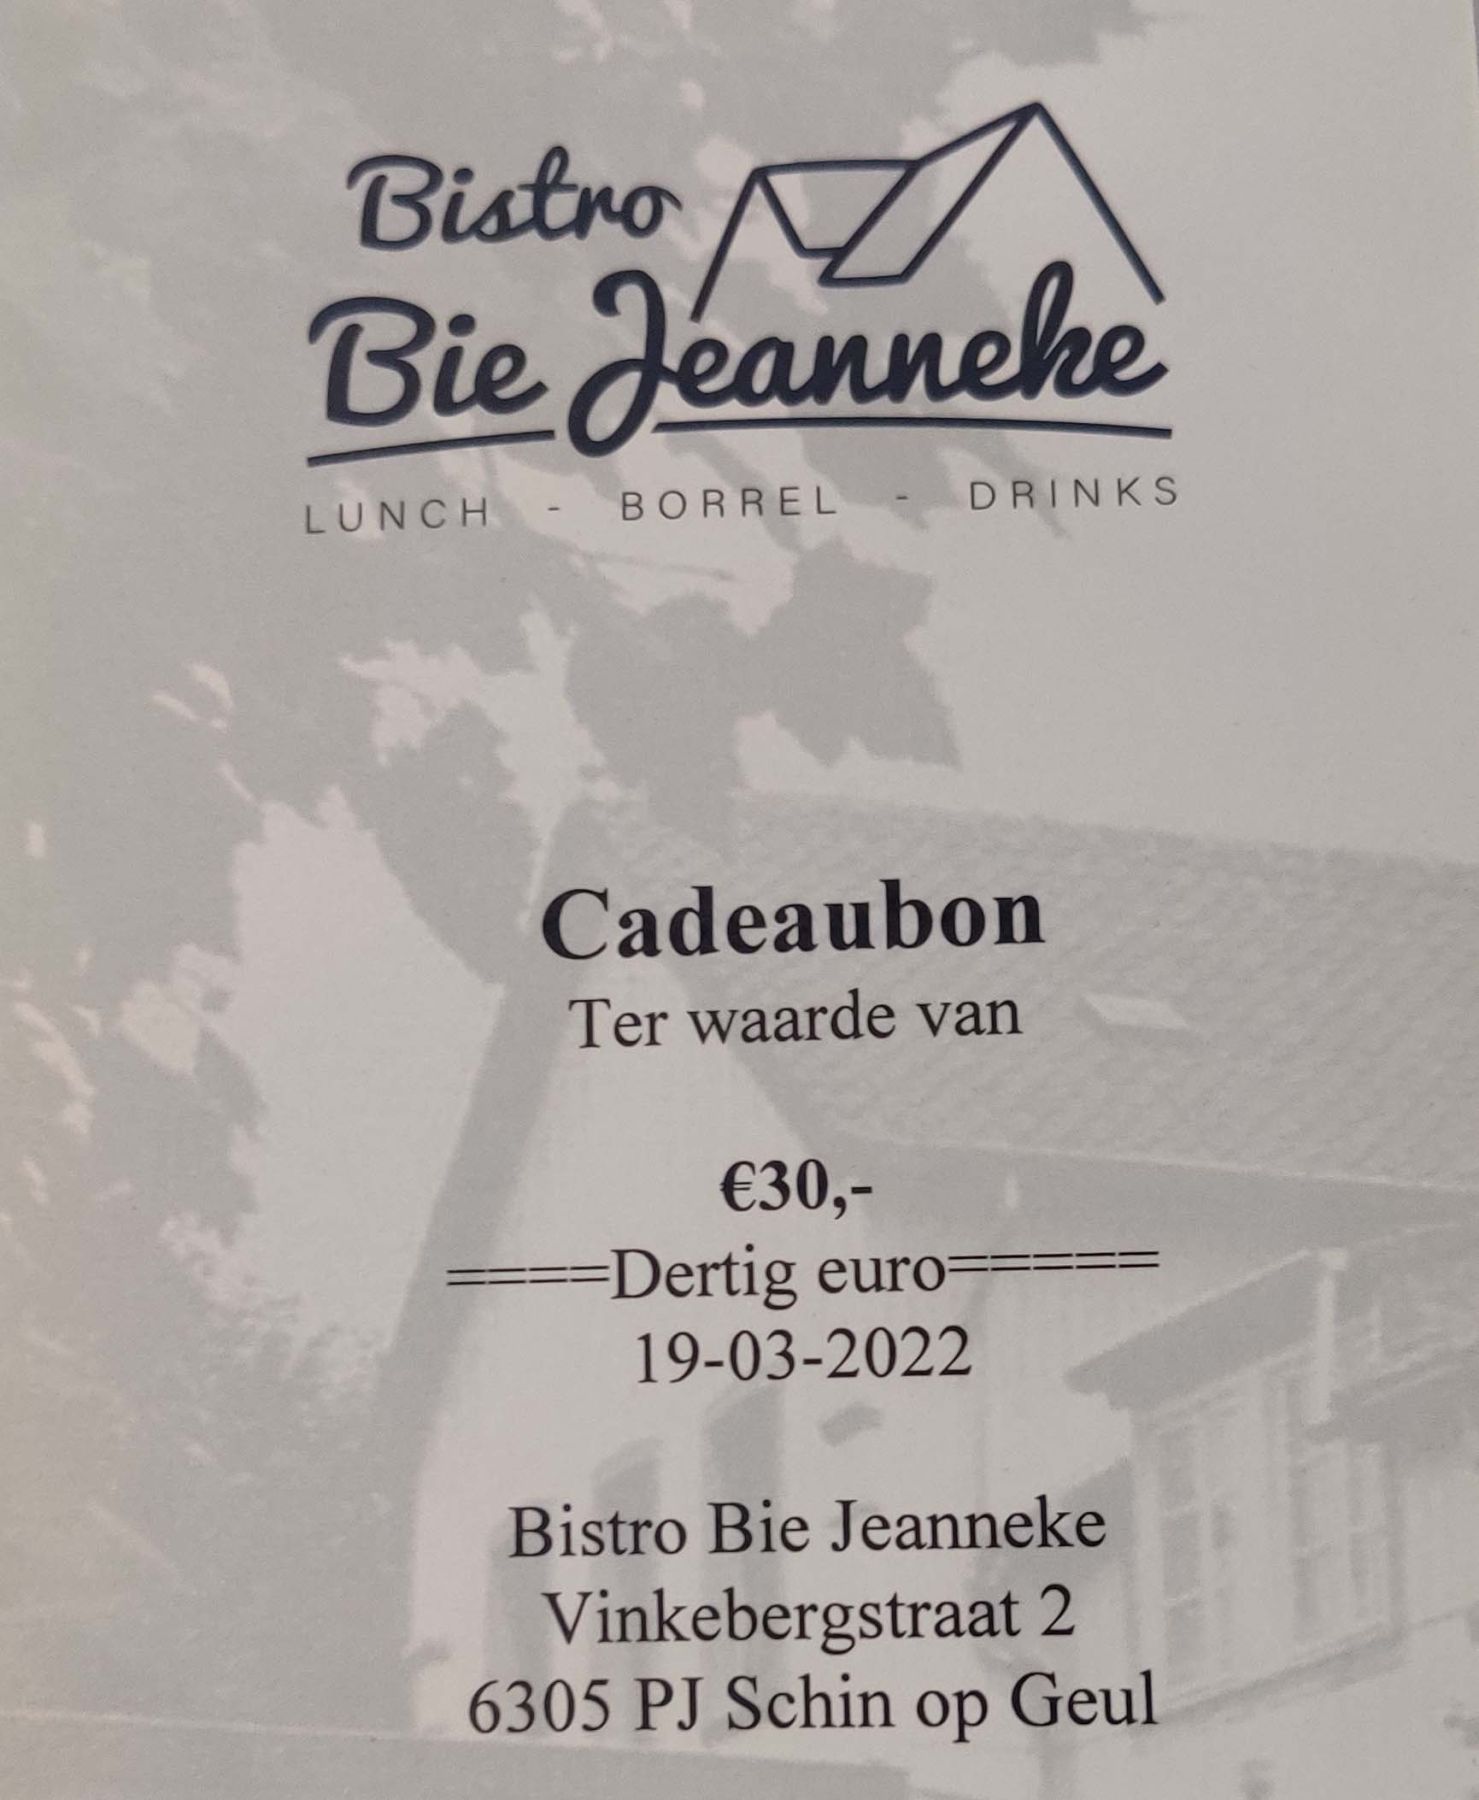 Bistro
Bie Jeanneke
LUNCH - BORREL - DRINKS
Cadeaubon
Ter waarde van
€30,-
====Dertig euro=====
19-03-2022
Bistro Bie Jeanneke
Vinkebergstraat 2
6305 PJ Schin op Geul